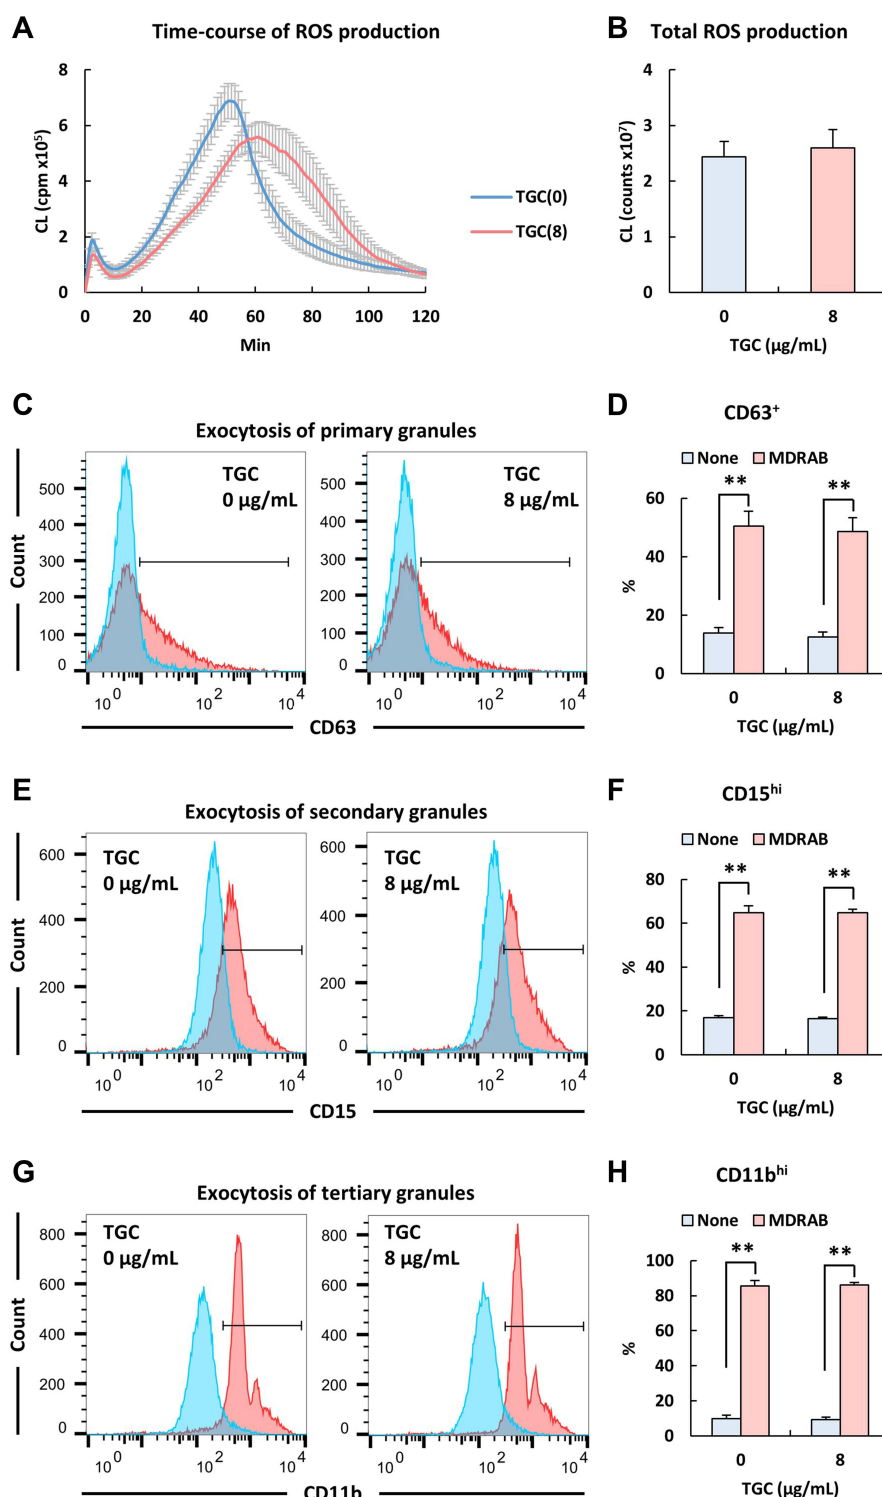 A
Time-course of ROS production
8
6
4
2
0
CL (cpm x10⁵)
0 20 40 60 80 100 120
Min
TGC(0)
TGC(8)
B
Total ROS production
4
3
2
1
0
CL (counts x10⁷)
0 8
TGC (µg/mL)
C
Exocytosis of primary granules
Count
TGC
0 µg/mL
500
400
300
200
100
0
10⁰ 10² 10⁴
TGC
8 µg/mL
500
400
300
200
100
0
10⁰ 10² 10⁴
CD63
D
CD63⁺
None MDRAB
** **
60
40
20
0
%
0 8
TGC (µg/mL)
E
Exocytosis of secondary granules
Count
TGC
0 µg/mL
600
400
200
0
10⁰ 10² 10⁴
TGC
8 µg/mL
600
400
200
0
10⁰ 10² 10⁴
CD15
F
CD15ʰⁱ
None MDRAB
** **
80
60
40
20
0
%
0 8
TGC (µg/mL)
G
Exocytosis of tertiary granules
Count
TGC
0 µg/mL
800
600
400
200
0
10⁰ 10² 10⁴
TGC
8 µg/mL
800
600
400
200
0
10⁰ 10² 10⁴
CD11b
H
CD11bʰⁱ
None MDRAB
** **
100
80
60
40
20
0
%
0 8
TGC (µg/mL)